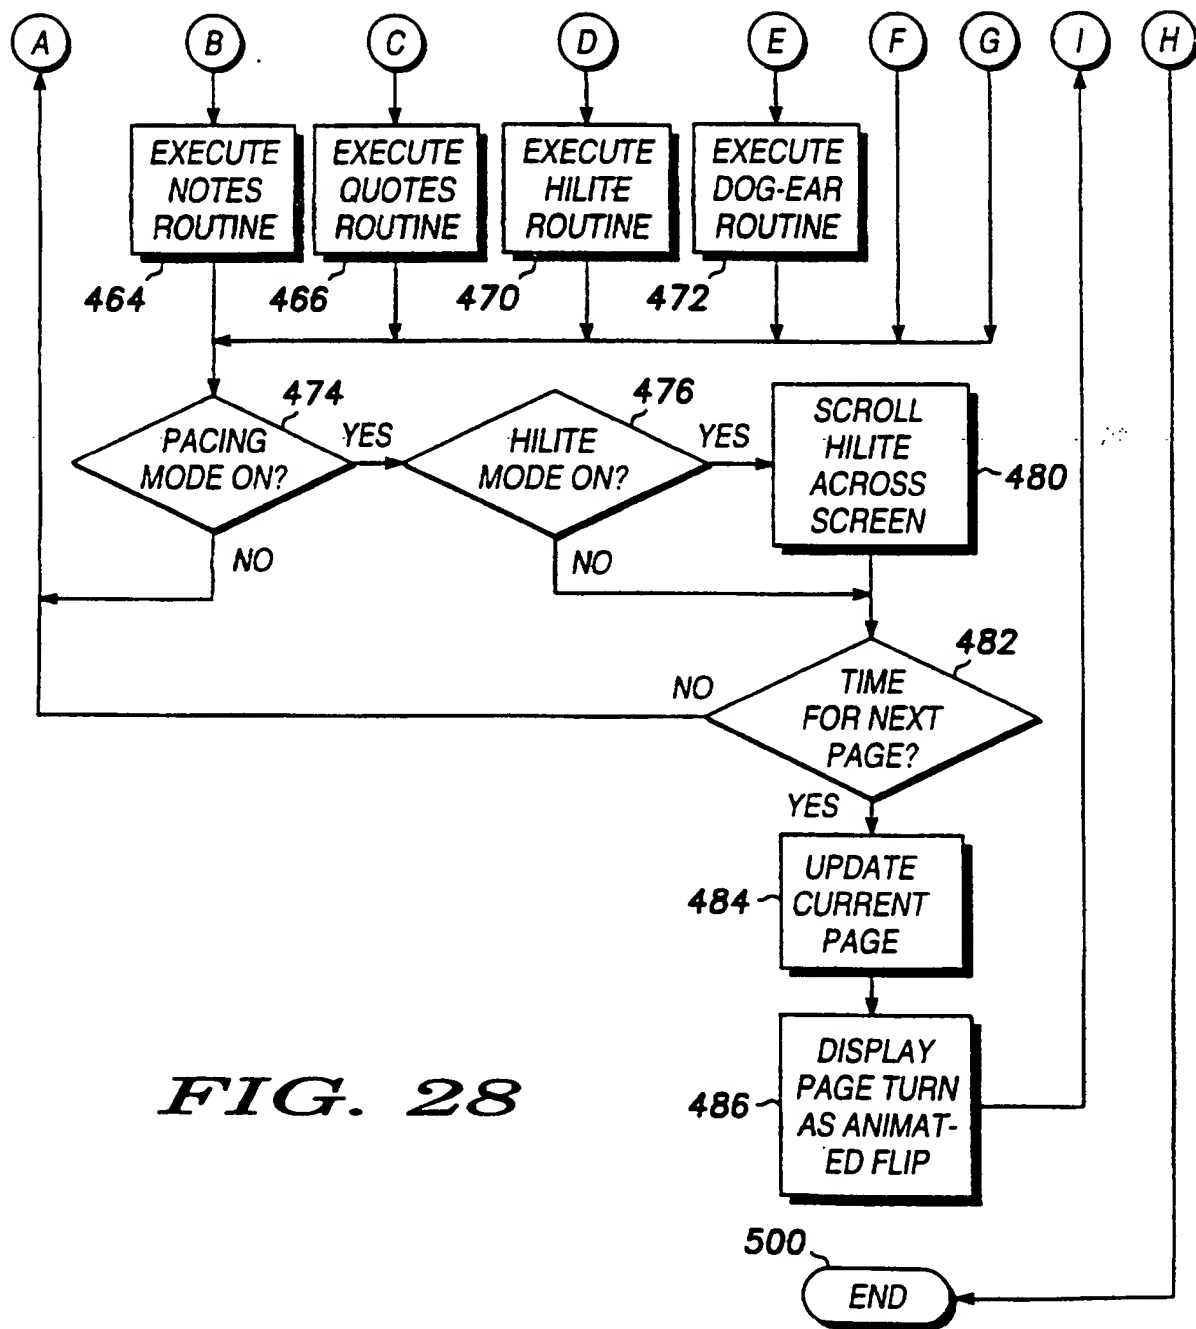 A B C D E F G I H
EXECUTE
NOTES
ROUTINE
464
EXECUTE
QUOTES
ROUTINE
466
EXECUTE
HILITE
ROUTINE
470
EXECUTE
DOG-EAR
ROUTINE
472
PACING
MODE ON?
474
YES
NO
HILITE
MODE ON?
476
YES
NO
SCROLL
HILITE
ACROSS
SCREEN
480
TIME
FOR NEXT
PAGE?
482
NO
YES
UPDATE
CURRENT
PAGE
484
DISPLAY
PAGE TURN
AS ANIMAT-
ED FLIP
486
FIG. 28
500
END